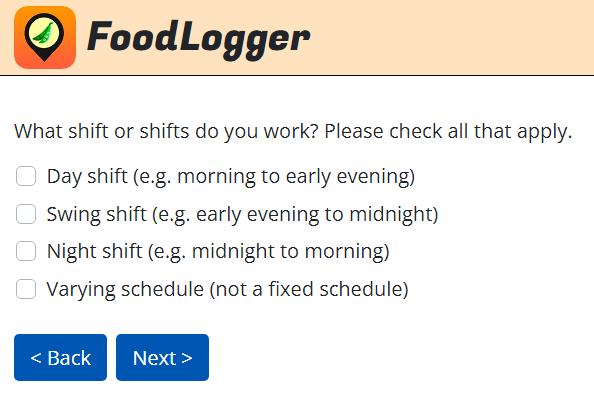 FoodLogger
What shift or shifts do you work? Please check all that apply.
Day shift (e.g. morning to early evening)
Swing shift (e.g. early evening to midnight)
Night shift (e.g. midnight to morning)
Varying schedule (not a fixed schedule)
< Back Next >